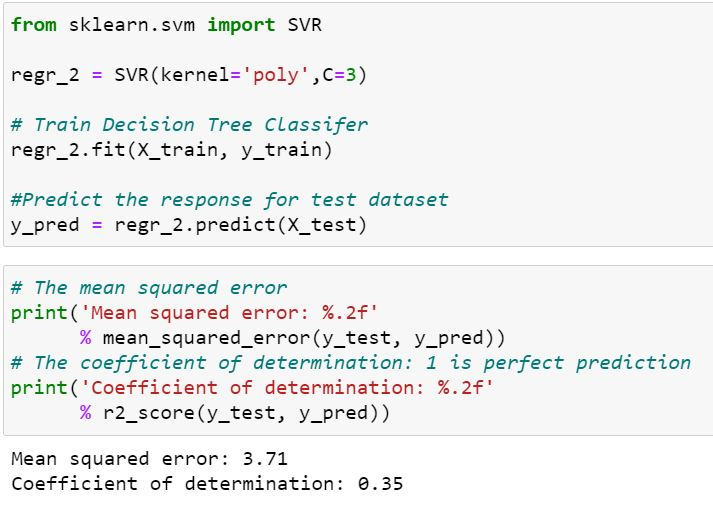 from sklearn.svm import SVR
regr_2 = SVR(kernel='poly',C=3)
# Train Decision Tree Classifer
regr_2.fit(X_train, y_train)
#Predict the response for test dataset
y_pred = regr_2.predict(X_test)
# The mean squared error
print('Mean squared error: %.2f'
      % mean_squared_error(y_test, y_pred))
# The coefficient of determination: 1 is perfect prediction
print('Coefficient of determination: %.2f'
      % r2_score(y_test, y_pred))
Mean squared error: 3.71
Coefficient of determination: 0.35